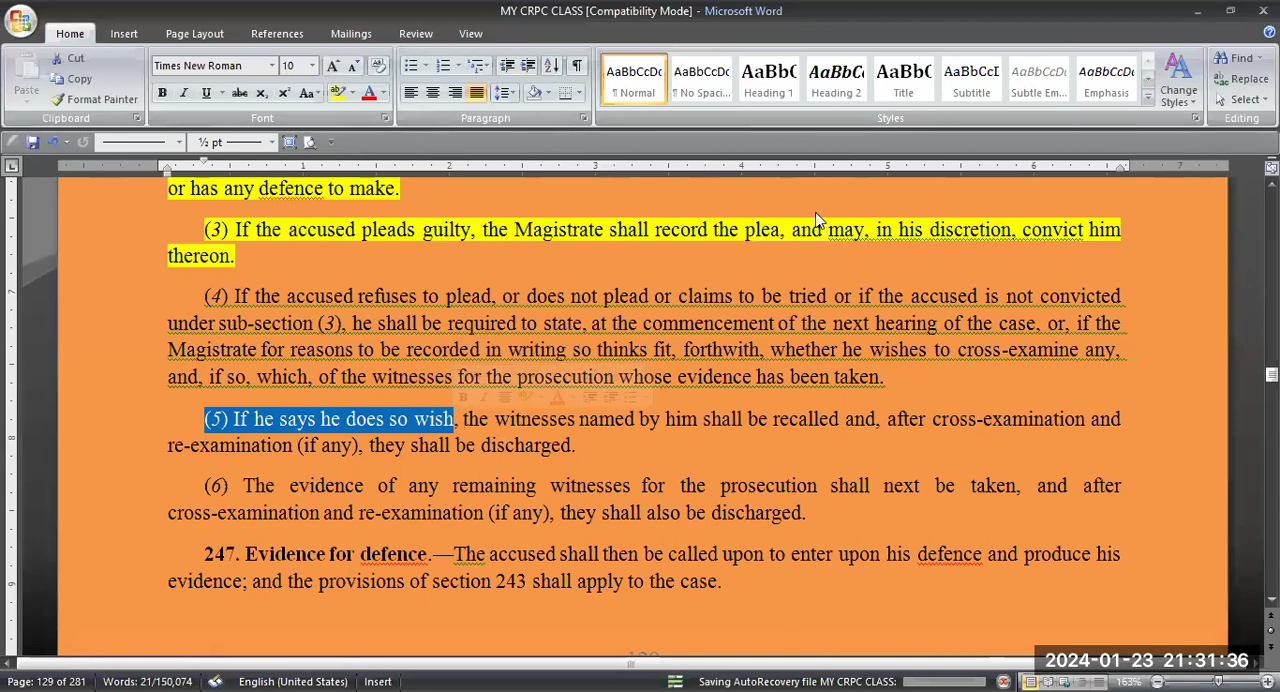 MY CRPC CLASS [Compatibility Mode] - Microsoft Word
Home Insert Page Layout References Mailings Review View
Paste Cut Copy Format Painter
Clipboard
Times New Roman 10
B I U abc x₂ x² Aa
Font
Paragraph
AaBbCcDc AaBbCcDc AaBbC AaBbCc AaBbC AaBbCcI AaBbCcDc AaBbCcDc
¶ Normal ¶ No Spaci... Heading 1 Heading 2 Title Subtitle Subtle Em... Emphasis
Change Styles
Styles
Find
Replace
Select
Editing
½ pt
1 2 3 4 5 6 7
or has any defence to make.
(3) If the accused pleads guilty, the Magistrate shall record the plea, and may, in his discretion, convict him
thereon.
(4) If the accused refuses to plead, or does not plead or claims to be tried or if the accused is not convicted
under sub-section (3), he shall be required to state, at the commencement of the next hearing of the case, or, if the
Magistrate for reasons to be recorded in writing so thinks fit, forthwith, whether he wishes to cross-examine any,
and, if so, which, of the witnesses for the prosecution whose evidence has been taken.
(5) If he says he does so wish, the witnesses named by him shall be recalled and, after cross-examination and
re-examination (if any), they shall be discharged.
(6) The evidence of any remaining witnesses for the prosecution shall next be taken, and after
cross-examination and re-examination (if any), they shall also be discharged.
247. Evidence for defence.—The accused shall then be called upon to enter upon his defence and produce his
evidence; and the provisions of section 243 shall apply to the case.
2024-01-23 21:31:36
Page: 129 of 281 Words: 21/150,074 English (United States) Insert Saving AutoRecovery file MY CRPC CLASS: 163%